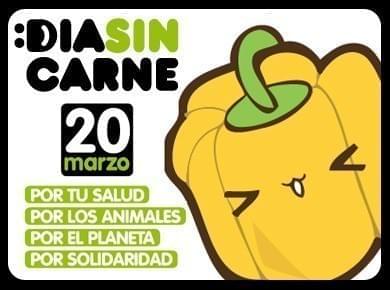 :DIASIN
CARNE
20
marzo
POR TU SALUD
POR LOS ANIMALES
POR EL PLANETA
POR SOLIDARIDAD